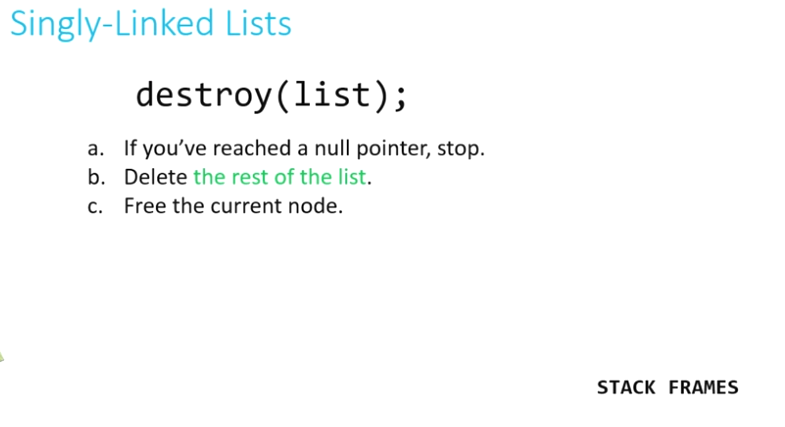 Singly-Linked Lists
destroy(list);
a. If you’ve reached a null pointer, stop.
b. Delete the rest of the list.
c. Free the current node.
STACK FRAMES